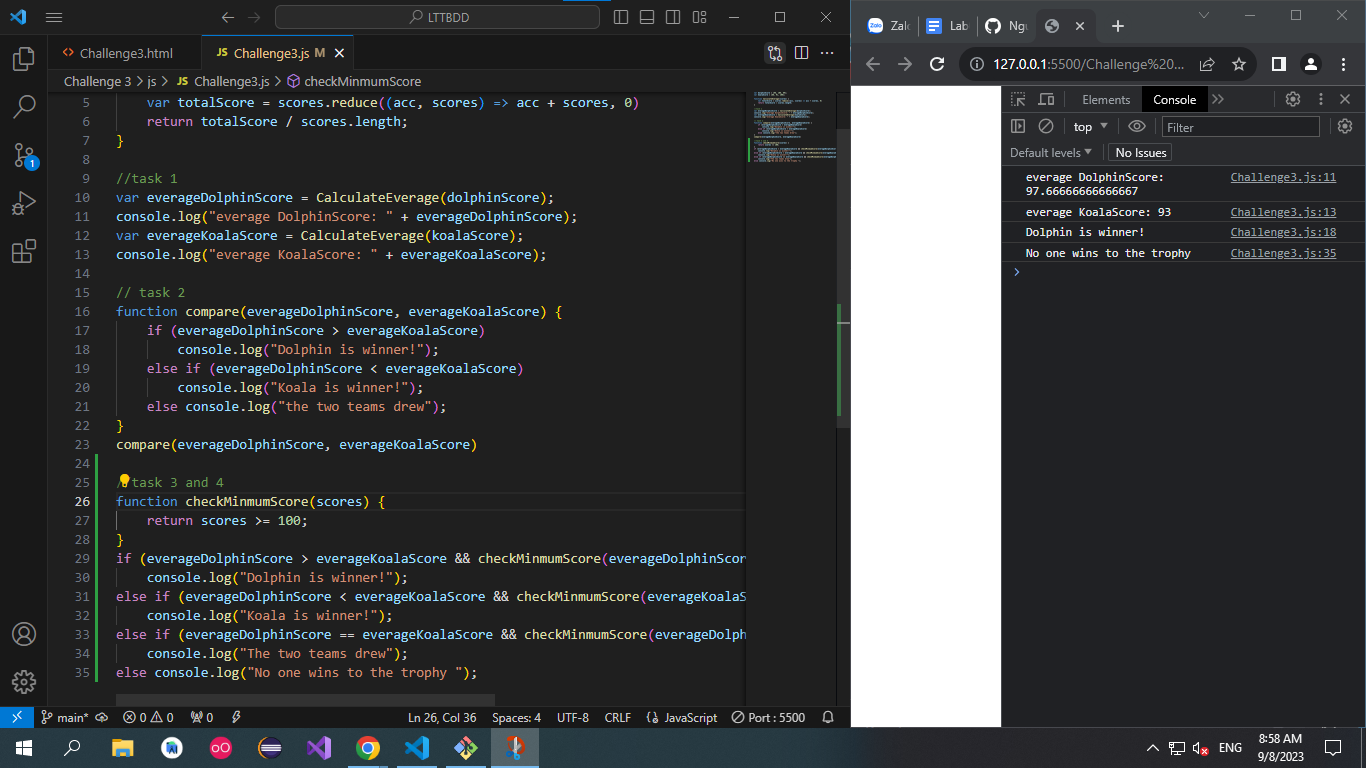 LTTBDD
Challenge3.html
JS Challenge3.js M
Challenge 3 > js > JS Challenge3.js > checkMinmumScore
5 var totalScore = scores.reduce((acc, scores) => acc + scores, 0)
6 return totalScore / scores.length;
7 }
8
9 //task 1
10 var everageDolphinScore = CalculateEverage(dolphinScore);
11 console.log("everage DolphinScore: " + everageDolphinScore);
12 var everageKoalaScore = CalculateEverage(koalaScore);
13 console.log("everage KoalaScore: " + everageKoalaScore);
14
15 // task 2
16 function compare(everageDolphinScore, everageKoalaScore) {
17 if (everageDolphinScore > everageKoalaScore)
18 console.log("Dolphin is winner!");
19 else if (everageDolphinScore < everageKoalaScore)
20 console.log("Koala is winner!");
21 else console.log("the two teams drew");
22 }
23 compare(everageDolphinScore, everageKoalaScore)
24
25 /task 3 and 4
26 function checkMinmumScore(scores) {
27 return scores >= 100;
28 }
29 if (everageDolphinScore > everageKoalaScore && checkMinmumScore(everageDolphinScor
30 console.log("Dolphin is winner!");
31 else if (everageDolphinScore < everageKoalaScore && checkMinmumScore(everageKoalaS
32 console.log("Koala is winner!");
33 else if (everageDolphinScore == everageKoalaScore && checkMinmumScore(everageDolph
34 console.log("The two teams drew");
35 else console.log("No one wins to the trophy ");
1
main* 0 0 0 Ln 26, Col 36 Spaces: 4 UTF-8 CRLF {} JavaScript Port : 5500
Zalo Zalc Lab Ngu
127.0.0.1:5500/Challenge%20...
Elements Console
top Filter
Default levels No Issues
everage DolphinScore: Challenge3.js:11
97.66666666666667
everage KoalaScore: 93 Challenge3.js:13
Dolphin is winner! Challenge3.js:18
No one wins to the trophy Challenge3.js:35
ENG
8:58 AM
9/8/2023